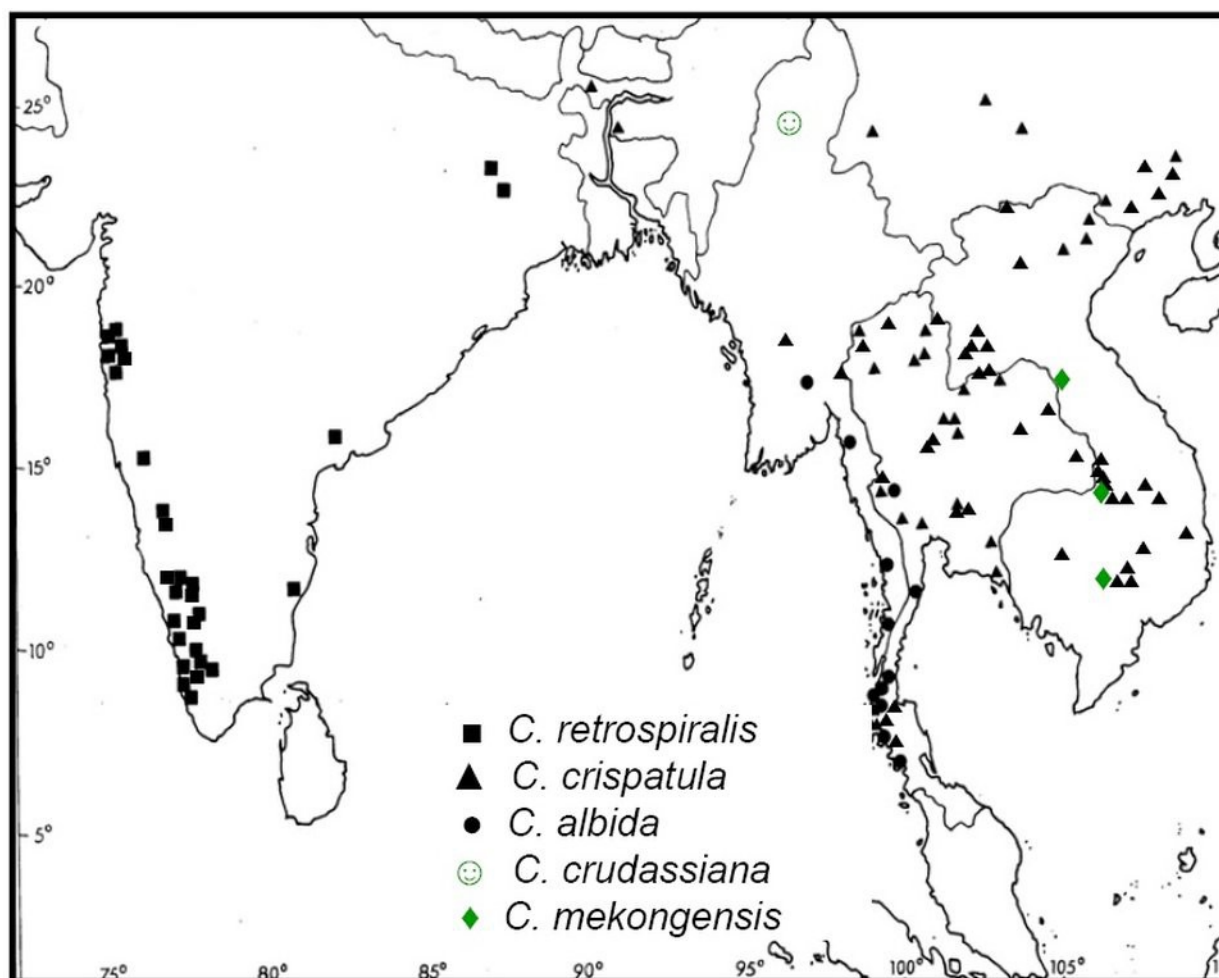 25°
20°
15°
10°
5°
C. retrospiralis
C. crispatula
C. albida
C. crudassiana
C. mekongensis
75° 80° 85° 90° 95° 100° 105°